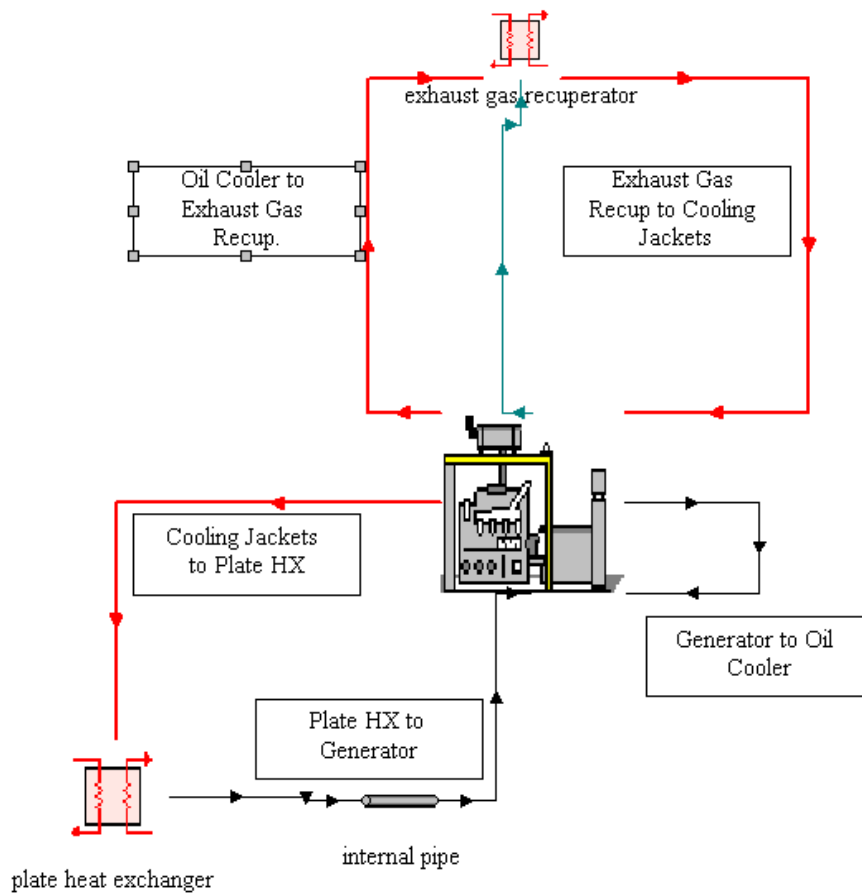 exhaust gas recuperator
Oil Cooler to
Exhaust Gas
Recup.
Exhaust Gas
Recup to Cooling
Jackets
Cooling Jackets
to Plate HX
Generator to Oil
Cooler
Plate HX to
Generator
internal pipe
plate heat exchanger